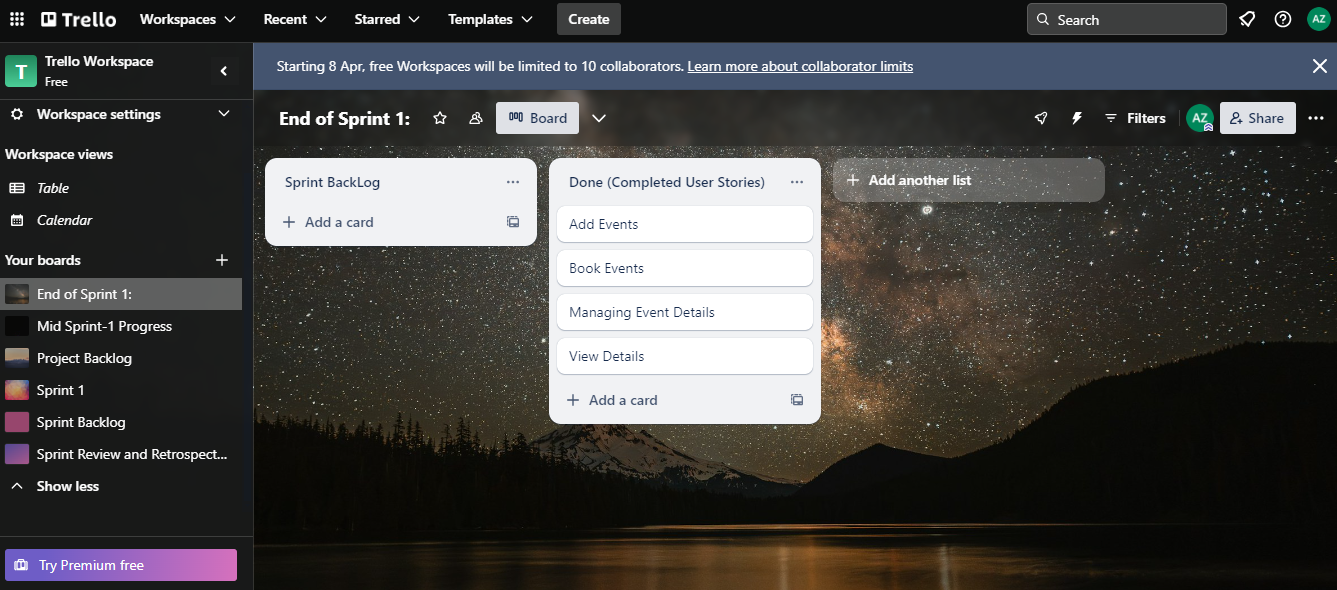 Trello
Workspaces
Recent
Starred
Templates
Create
Search
AZ
T
Trello Workspace
Free
Starting 8 Apr, free Workspaces will be limited to 10 collaborators. Learn more about collaborator limits
Workspace settings
Workspace views
Table
Calendar
Your boards
End of Sprint 1:
Mid Sprint-1 Progress
Project Backlog
Sprint 1
Sprint Backlog
Sprint Review and Retrospect...
Show less
Try Premium free
End of Sprint 1:
Board
Filters
AZ
Share
Sprint BackLog
Add a card
Done (Completed User Stories)
Add Events
Book Events
Managing Event Details
View Details
Add a card
Add another list